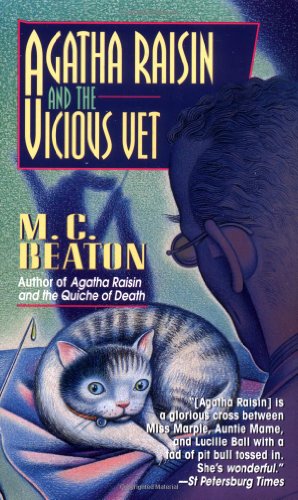 AGATHA RAISIN
AND THE
VICIOUS VET
M. C.
BEATON
Author of Agatha Raisin
and the Quiche of Death
"[Agatha Raisin] is
a glorious cross between
Miss Marple, Auntie Mame,
and Lucille Ball with a
tad of pit bull tossed in.
She's wonderful."
—St Petersburg Times
Copyrighted Material